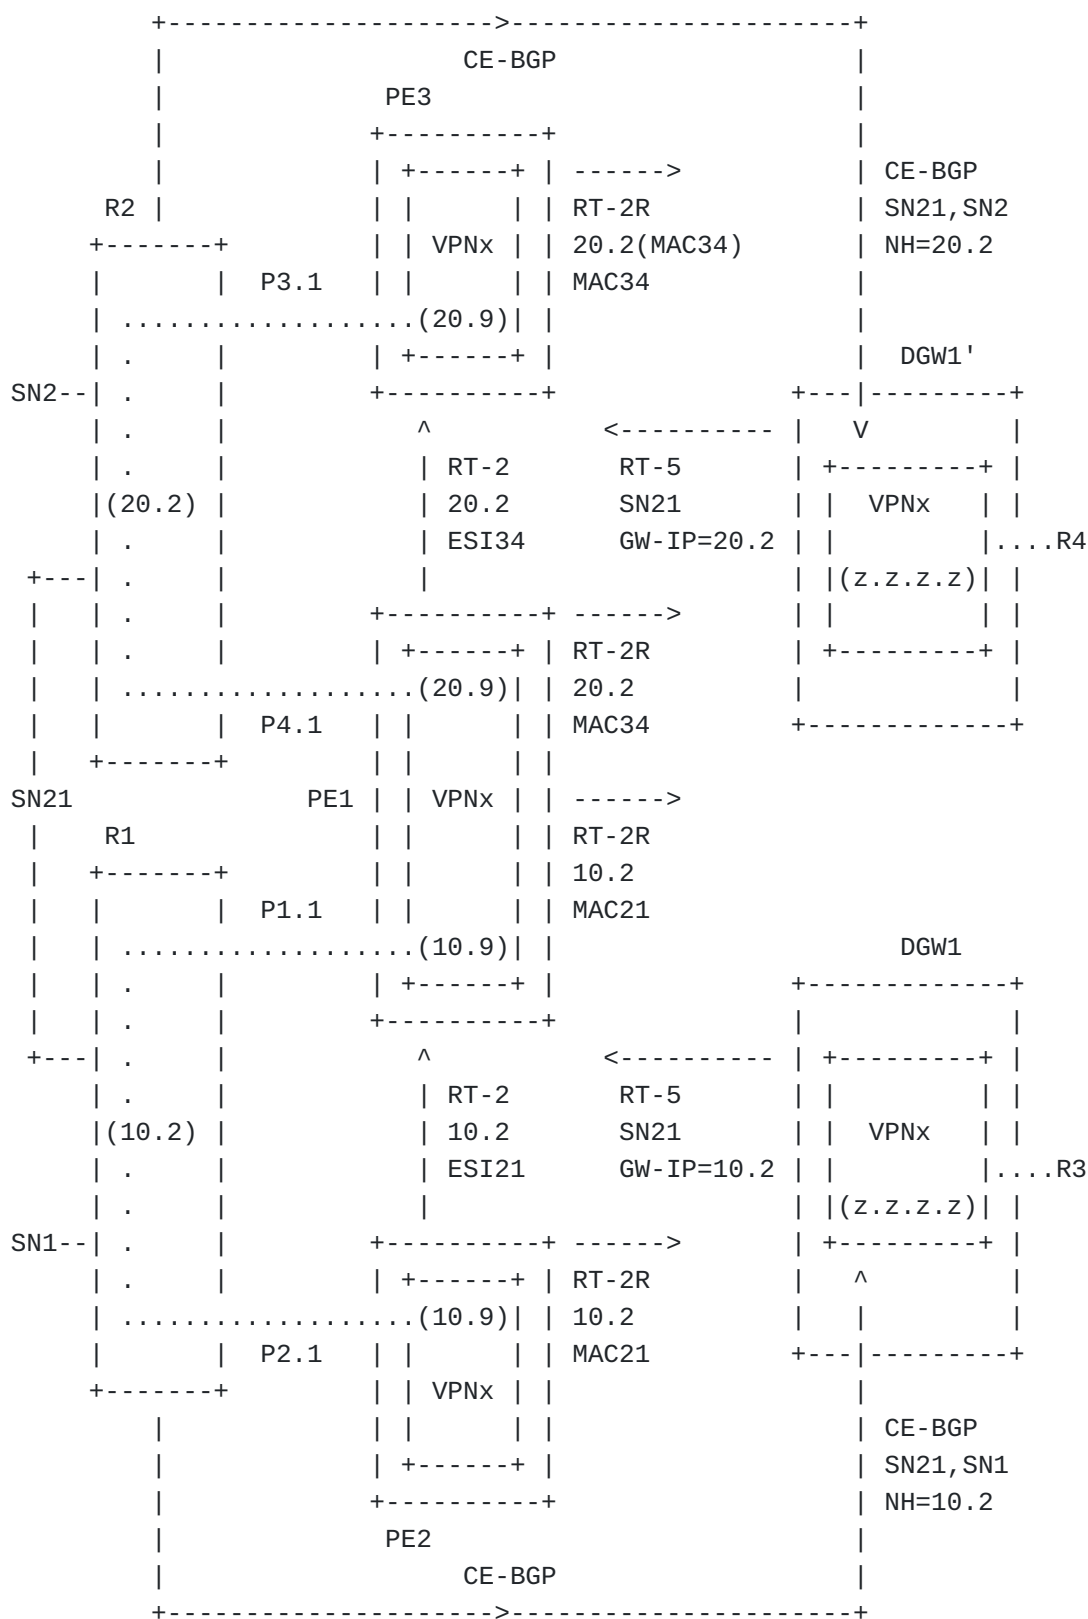 +--------------------->----------------------+
|                    CE-BGP                   |
|              PE3                            |
|             +----------+                    |
|             | +------+ | ------>            | CE-BGP
R2 |             | |      | | RT-2R              | SN21,SN2
+-------+         | | VPNx | | 20.2(MAC34)        | NH=20.2
|       |  P3.1   | |      | | MAC34              |
| ...................(20.9)| |                    |
| .     |         | +------+ |                    |  DGW1'
SN2--| .     |         +----------+               +---|---------+
| .     |            ^           <---------- |   V         |
| .     |            | RT-2       RT-5     | +---------+ |
|(20.2) |            | 20.2       SN21     | |  VPNx   | |
| .     |            | ESI34      GW-IP=20.2 | |         |....R4
+---| .     |            |                       | |(z.z.z.z)| |
|   | .     |         +----------+ ------>       | |         | |
|   | .     |         | +------+ | RT-2R         | +---------+ |
|   | ...................(20.9)| | 20.2          |             |
|   |       |  P4.1   | |      | | MAC34         +-------------+
|   +-------+         | |      | |
SN21              PE1 | | VPNx | | ------>
|    R1               | |      | | RT-2R
|   +-------+         | |      | | 10.2
|   |       |  P1.1   | |      | | MAC21
|   | ...................(10.9)| |                      DGW1
|   | .     |         | +------+ |               +-------------+
|   | .     |         +----------+               |             |
+---| .     |            ^           <---------- | +---------+ |
| .     |            | RT-2       RT-5     | |         | |
|(10.2) |            | 10.2       SN21     | |  VPNx   | |
| .     |            | ESI21      GW-IP=10.2 | |         |....R3
| .     |            |                       | |(z.z.z.z)| |
SN1--| .     |         +----------+ ------>       | +---------+ |
| .     |         | +------+ | RT-2R         |   ^         |
| ...................(10.9)| | 10.2          |   |         |
|       |  P2.1   | |      | | MAC21         +---|---------+
+-------+         | | VPNx | |                   |
|             | |      | |                   | CE-BGP
|             | +------+ |                   | SN21,SN1
|             +----------+                   | NH=10.2
|              PE2                           |
|                    CE-BGP                  |
+--------------------->----------------------+